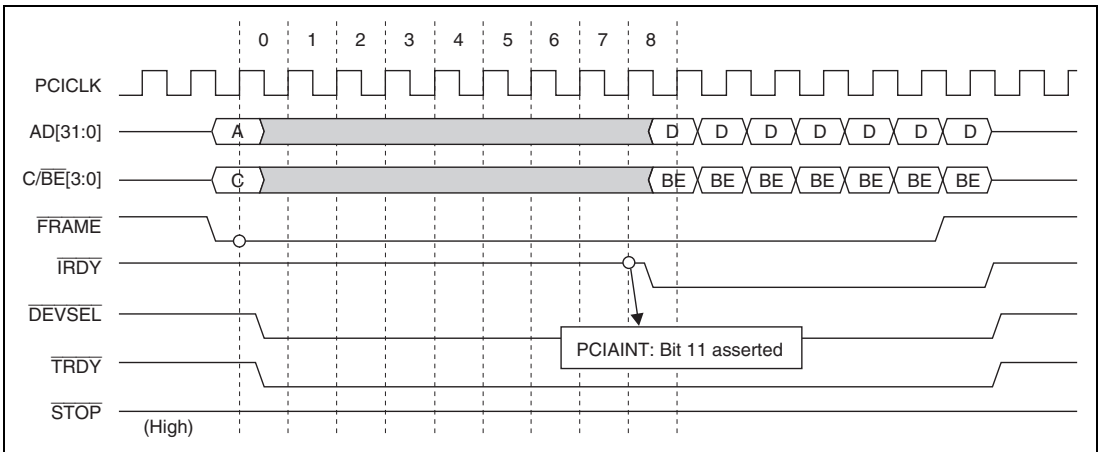 0 1 2 3 4 5 6 7 8
PCICLK
AD[31:0] A D D D D D D D
C/BE[3:0] C BE BE BE BE BE BE BE
FRAME
IRDY
DEVSEL
PCIAINT: Bit 11 asserted
TRDY
STOP
(High)